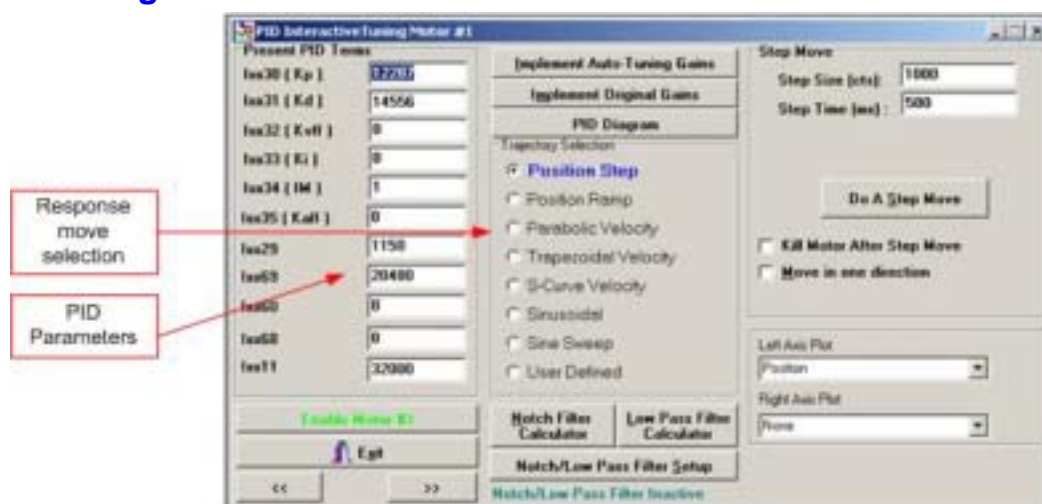 PID InteractiveTuning Motor #1
Present PID Terms
Ixx30 ( Kp )
Ixx31 ( Kd ) 14556
Ixx32 ( Kvff ) 0
Ixx33 ( Ki ) 0
Ixx34 ( IM ) 1
Ixx35 ( Kaff ) 0
Ixx29 1150
Ixx69 20480
Ixx60 0
Ixx68 0
Ixx11 32000
Enable Motor #1
Exit
<< >>
Implement Auto-Tuning Gains
Implement Original Gains
PID Diagram
Trajectory Selection
Position Step
Position Ramp
Parabolic Velocity
Trapezoidal Velocity
S-Curve Velocity
Sinusoidal
Sine Sweep
User Defined
Notch Filter Calculator
Low Pass Filter Calculator
Notch/Low Pass Filter Setup
Notch/Low Pass Filter Inactive
Step Move
Step Size (cts): 1000
Step Time (ms) : 500
Do A Step Move
Kill Motor After Step Move
Move in one direction
Left Axis Plot
Position
Right Axis Plot
None
Response
move
selection
PID
Parameters